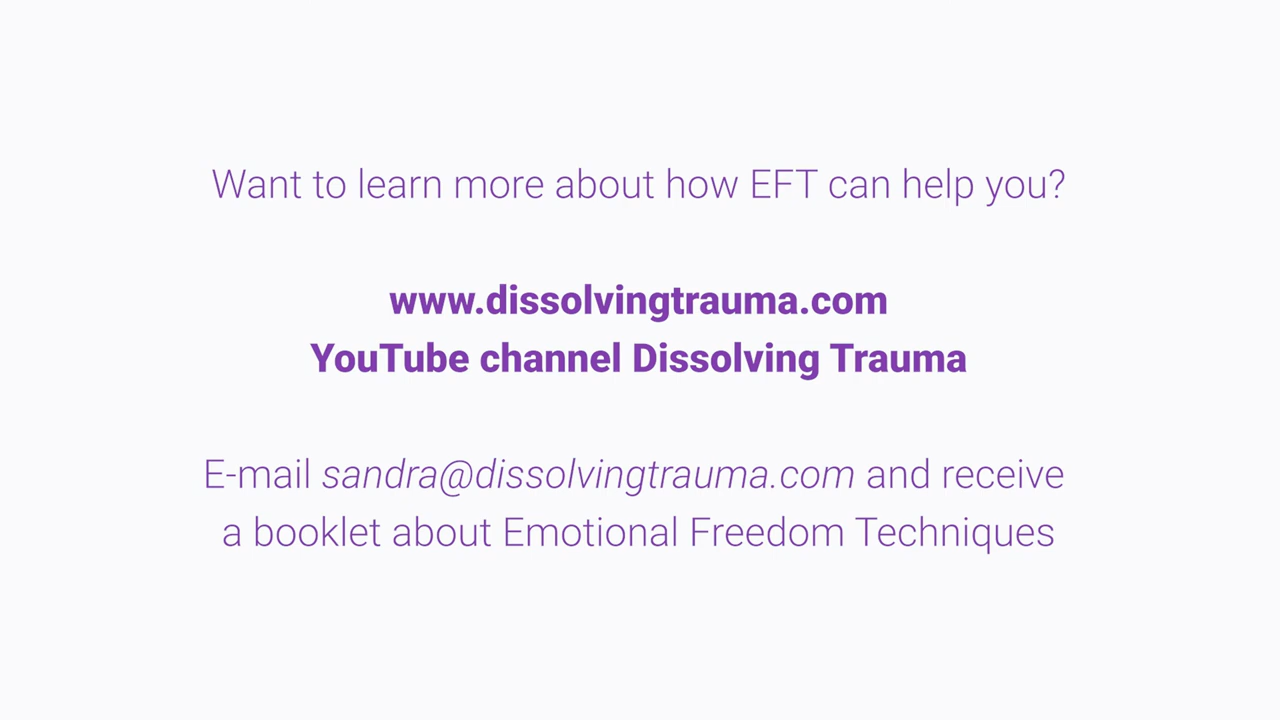 Want to learn more about how EFT can help you?
www.dissolvingtrauma.com
YouTube channel Dissolving Trauma
E-mail sandra@dissolvingtrauma.com and receive
a booklet about Emotional Freedom Techniques